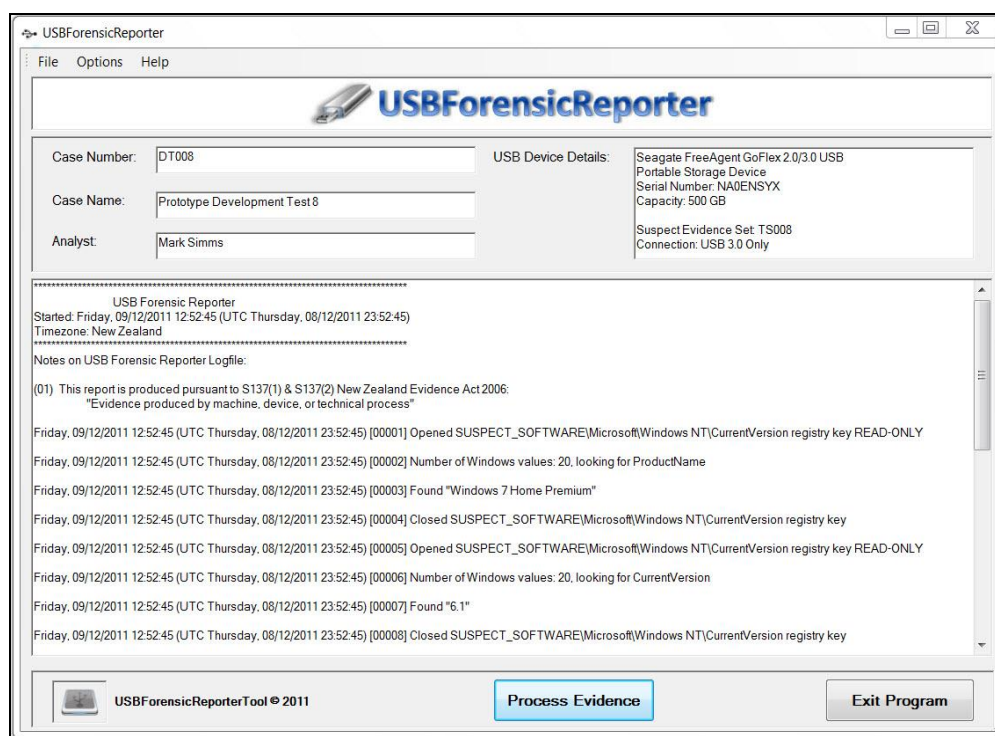 USBForensicReporter
File Options Help
USBForensicReporter
Case Number: DT008
Case Name: Prototype Development Test 8
Analyst: Mark Simms
USB Device Details:
Seagate FreeAgent GoFlex 2.0/3.0 USB
Portable Storage Device
Serial Number: NA0ENSYX
Capacity: 500 GB
Suspect Evidence Set: TS008
Connection: USB 3.0 Only
********************************************************************************
USB Forensic Reporter
Started: Friday, 09/12/2011 12:52:45 (UTC Thursday, 08/12/2011 23:52:45)
Timezone: New Zealand
********************************************************************************
Notes on USB Forensic Reporter Logfile:
(01) This report is produced pursuant to S137(1) & S137(2) New Zealand Evidence Act 2006:
"Evidence produced by machine, device, or technical process"
Friday, 09/12/2011 12:52:45 (UTC Thursday, 08/12/2011 23:52:45) [00001] Opened SUSPECT_SOFTWARE\Microsoft\Windows NT\CurrentVersion registry key READ-ONLY
Friday, 09/12/2011 12:52:45 (UTC Thursday, 08/12/2011 23:52:45) [00002] Number of Windows values: 20, looking for ProductName
Friday, 09/12/2011 12:52:45 (UTC Thursday, 08/12/2011 23:52:45) [00003] Found "Windows 7 Home Premium"
Friday, 09/12/2011 12:52:45 (UTC Thursday, 08/12/2011 23:52:45) [00004] Closed SUSPECT_SOFTWARE\Microsoft\Windows NT\CurrentVersion registry key
Friday, 09/12/2011 12:52:45 (UTC Thursday, 08/12/2011 23:52:45) [00005] Opened SUSPECT_SOFTWARE\Microsoft\Windows NT\CurrentVersion registry key READ-ONLY
Friday, 09/12/2011 12:52:45 (UTC Thursday, 08/12/2011 23:52:45) [00006] Number of Windows values: 20, looking for CurrentVersion
Friday, 09/12/2011 12:52:45 (UTC Thursday, 08/12/2011 23:52:45) [00007] Found "6.1"
Friday, 09/12/2011 12:52:45 (UTC Thursday, 08/12/2011 23:52:45) [00008] Closed SUSPECT_SOFTWARE\Microsoft\Windows NT\CurrentVersion registry key
USBForensicReporterTool © 2011
Process Evidence
Exit Program